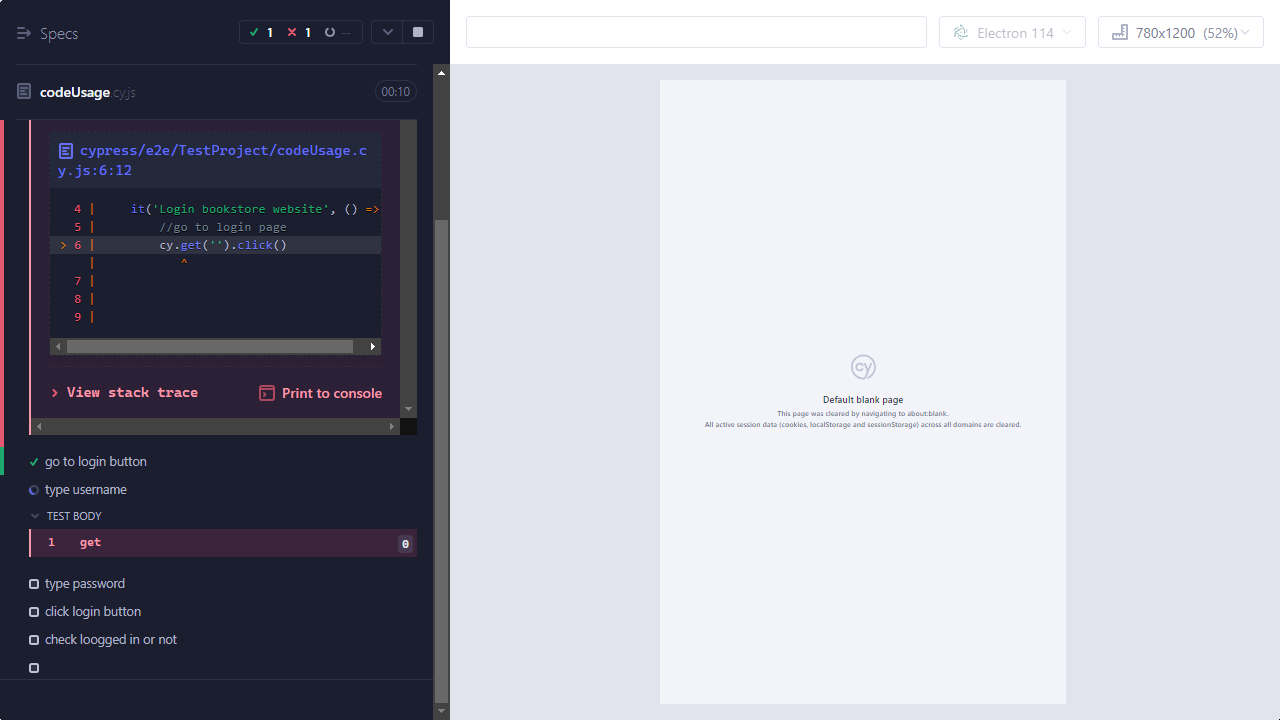 Specs
1
1
--
Electron 114
780x1200 (52%)
codeUsage.cy.js
00:10
cypress/e2e/TestProject/codeUsage.c
y.js:6:12
4 | it('Login bookstore website', () =>
5 | //go to login page
> 6 | cy.get('').click()
| ^
7 |
8 |
9 |
> View stack trace
Print to console
go to login button
type username
TEST BODY
1 get 0
type password
click login button
check loogged in or not
cy
Default blank page
This page was cleared by navigating to about:blank.
All active session data (cookies, localStorage and sessionStorage) across all domains are cleared.